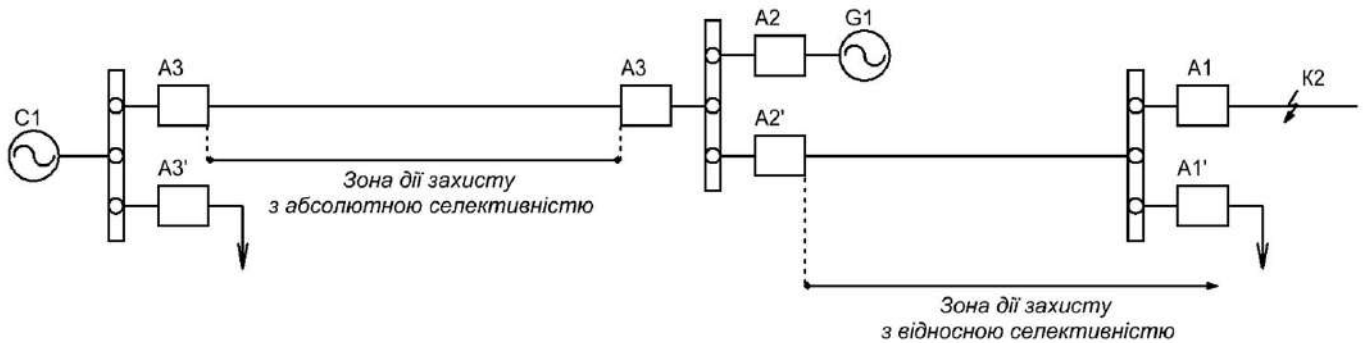 A2 G1
A3 A3 A1 K2
C1
A2'
A3' A1'
Зона дії захисту
з абсолютною селективністю
Зона дії захисту
з відносною селективністю